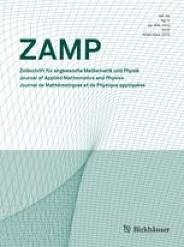 ZAMP
Zeitschrift für angewandte Mathematik und Physik
Journal of Applied Mathematics and Physics
Journal de Mathématiques et de Physique appliquées
Birkhäuser